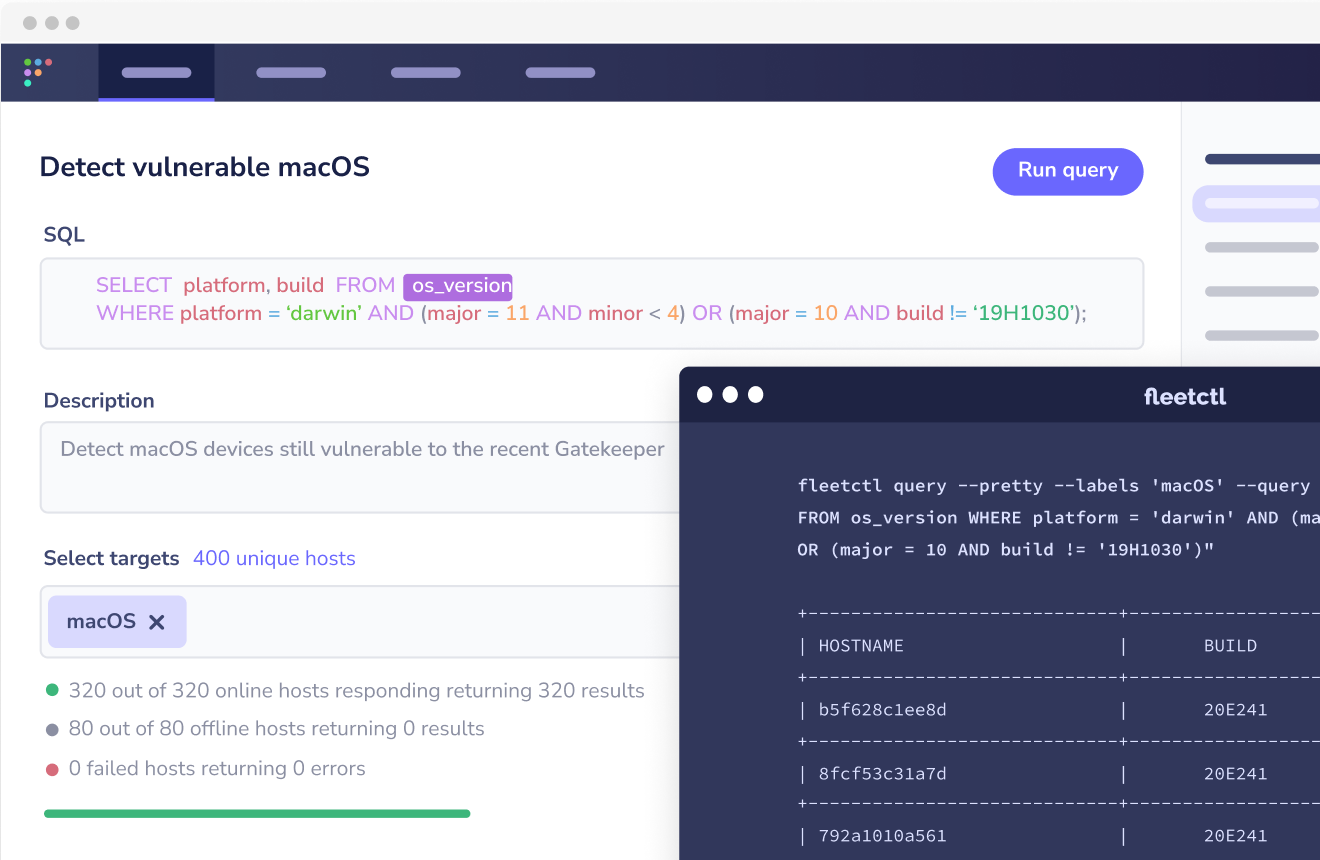 Detect vulnerable macOS
Run query
SQL
SELECT platform, build FROM os_version
WHERE platform = ‘darwin’ AND (major = 11 AND minor < 4) OR (major = 10 AND build != ‘19H1030’);
Description
Detect macOS devices still vulnerable to the recent Gatekeeper
Select targets 400 unique hosts
macOS
320 out of 320 online hosts responding returning 320 results
80 out of 80 offline hosts returning 0 results
0 failed hosts returning 0 errors
fleetctl
fleetctl query --pretty --labels 'macOS' --query
FROM os_version WHERE platform = 'darwin' AND (ma
OR (major = 10 AND build != '19H1030')"
+------------------------------+------------------
| HOSTNAME | BUILD
+------------------------------+------------------
| b5f628c1ee8d | 20E241
+------------------------------+------------------
| 8fcf53c31a7d | 20E241
+------------------------------+------------------
| 792a1010a561 | 20E241